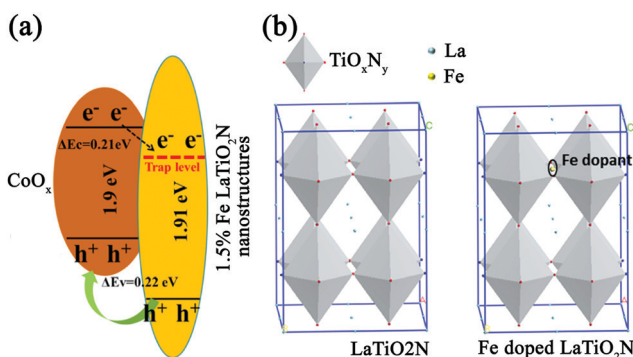 (a)
(b)
TiOxNy
La
Fe
e- e-
ΔEc=0.21eV
e- e-
Trap level
CoOx
1.9 eV
1.91 eV
1.5% Fe LaTiO2N
nanostructures
h+ h+
ΔEv=0.22 eV
h+ h+
C
Fe dopant
LaTiO2N
Fe doped LaTiO2N